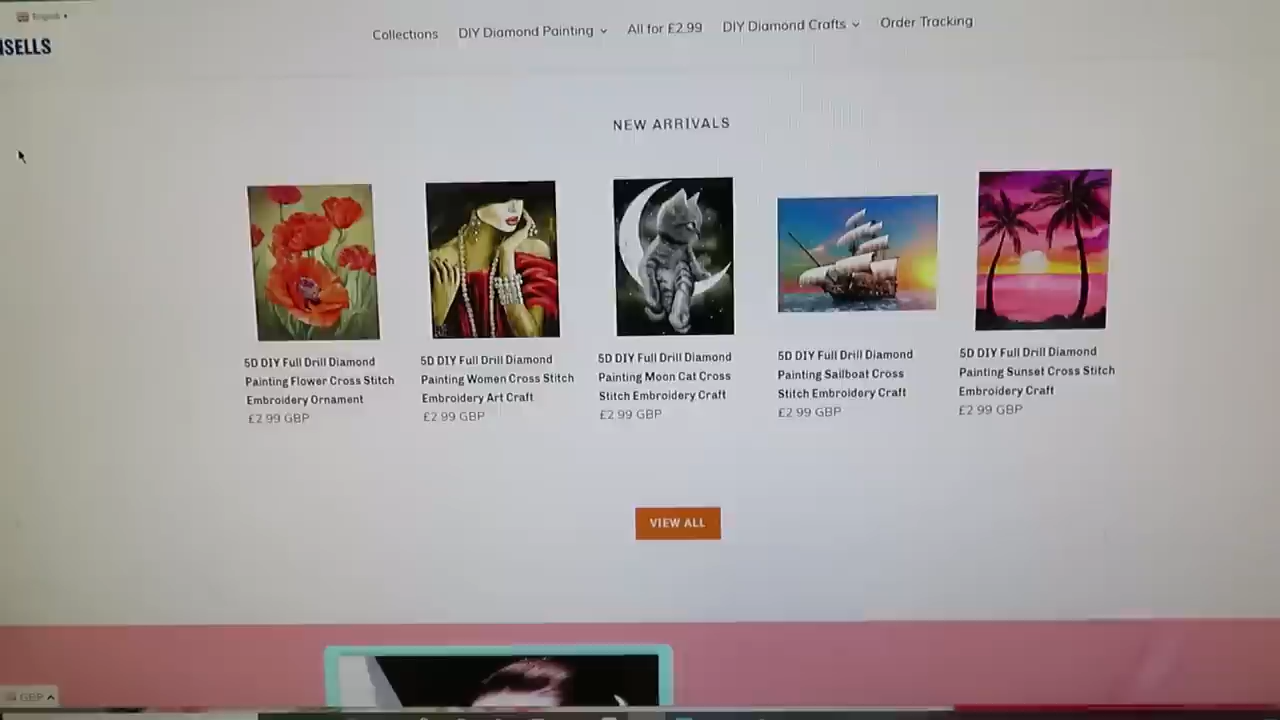 English
Collections DIY Diamond Painting All for £2.99 DIY Diamond Crafts Order Tracking
NEW ARRIVALS
5D DIY Full Drill Diamond
Painting Flower Cross Stitch
Embroidery Ornament
£2.99 GBP
5D DIY Full Drill Diamond
Painting Women Cross Stitch
Embroidery Art Craft
£2.99 GBP
5D DIY Full Drill Diamond
Painting Moon Cat Cross
Stitch Embroidery Craft
£2.99 GBP
5D DIY Full Drill Diamond
Painting Sailboat Cross
Stitch Embroidery Craft
£2.99 GBP
5D DIY Full Drill Diamond
Painting Sunset Cross Stitch
Embroidery Craft
£2.99 GBP
VIEW ALL
GBP